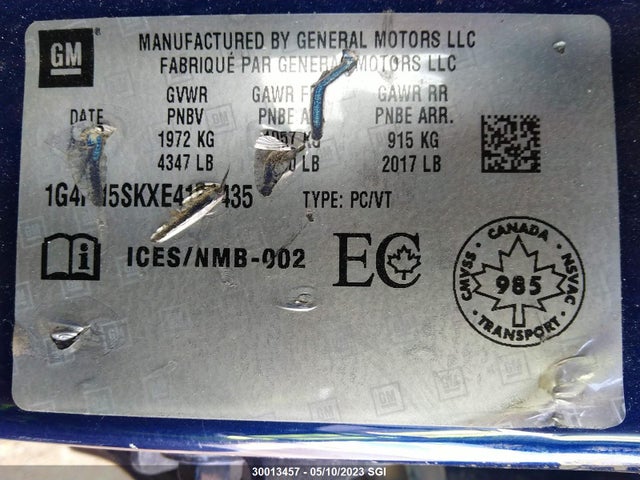 GM
MANUFACTURED BY GENERAL MOTORS LLC
FABRIQUÉ PAR GENERAL MOTORS LLC
GVWR GAWR GAWR RR
DATE PNBV PNBE PNBE ARR.
1972 KG KG 915 KG
4347 LB LB 2017 LB
TYPE: PC/VT
i ICES/NMB-002 EC
CANADA
CMVSS 985 NSVAC
TRANSPORT
30013457 - 05/10/2023 SGI